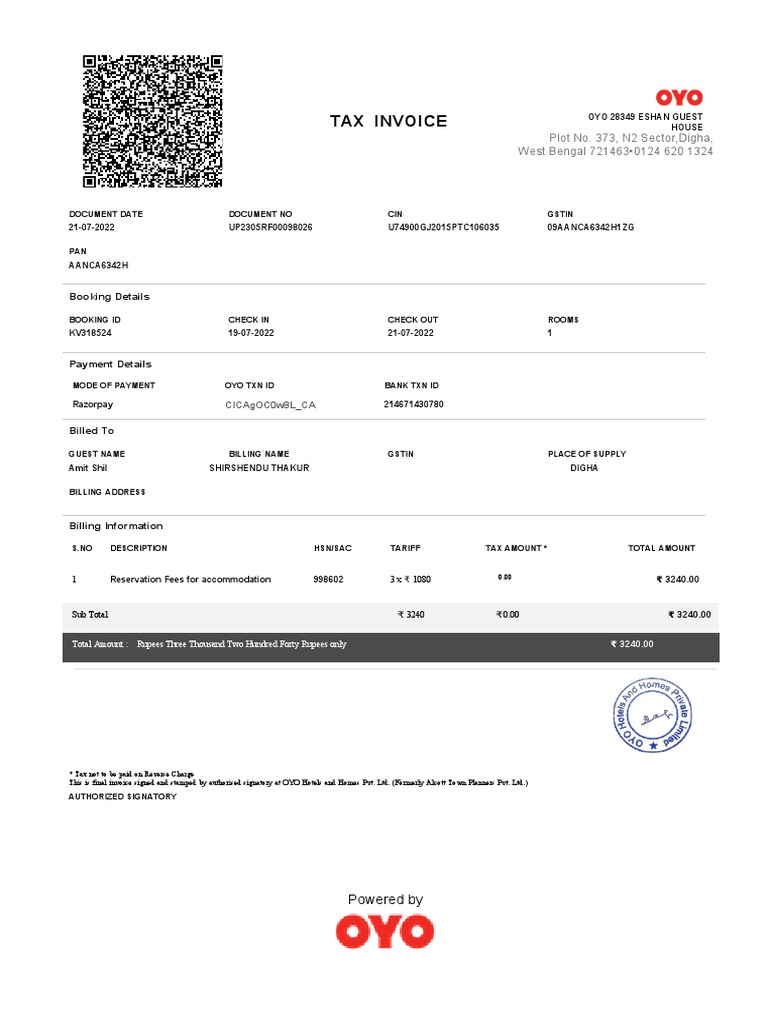 OYO
TAX INVOICE
OYO 28349 ESHAN GUEST
HOUSE
Plot No. 373, N2 Sector,Digha,
West Bengal 721463•0124 620 1324
DOCUMENT DATE DOCUMENT NO CIN GSTIN
21-07-2022 UP2305RF00098026 U74900GJ2015PTC106035 09AANCA6342H1ZG
PAN
AANCA6342H
Booking Details
BOOKING ID CHECK IN CHECK OUT ROOMS
KV318524 19-07-2022 21-07-2022 1
Payment Details
MODE OF PAYMENT OYO TXN ID BANK TXN ID
Razorpay CICAgOC0w8L_CA 214671430780
Billed To
GUEST NAME BILLING NAME GSTIN PLACE OF SUPPLY
Amit Shil SHIRSHENDU THAKUR DIGHA
BILLING ADDRESS
Billing Information
S.NO DESCRIPTION HSN/SAC TARIFF TAX AMOUNT * TOTAL AMOUNT
1 Reservation Fees for accommodation 998602 3 x ₹ 1080 0.00 ₹ 3240.00
Sub Total ₹ 3240 ₹0.00 ₹ 3240.00
Total Amount : Rupees Three Thousand Two Hundred Forty Rupees only ₹ 3240.00
OYO Hotels And Homes Private Limited
* Tax not to be paid on Reverse Charge
This is final invoice signed and stamped by authorised signatory at OYO Hotels and Homes Pvt. Ltd. (Formerly Alcott Town Planners Pvt. Ltd.)
AUTHORIZED SIGNATORY
Powered by
OYO